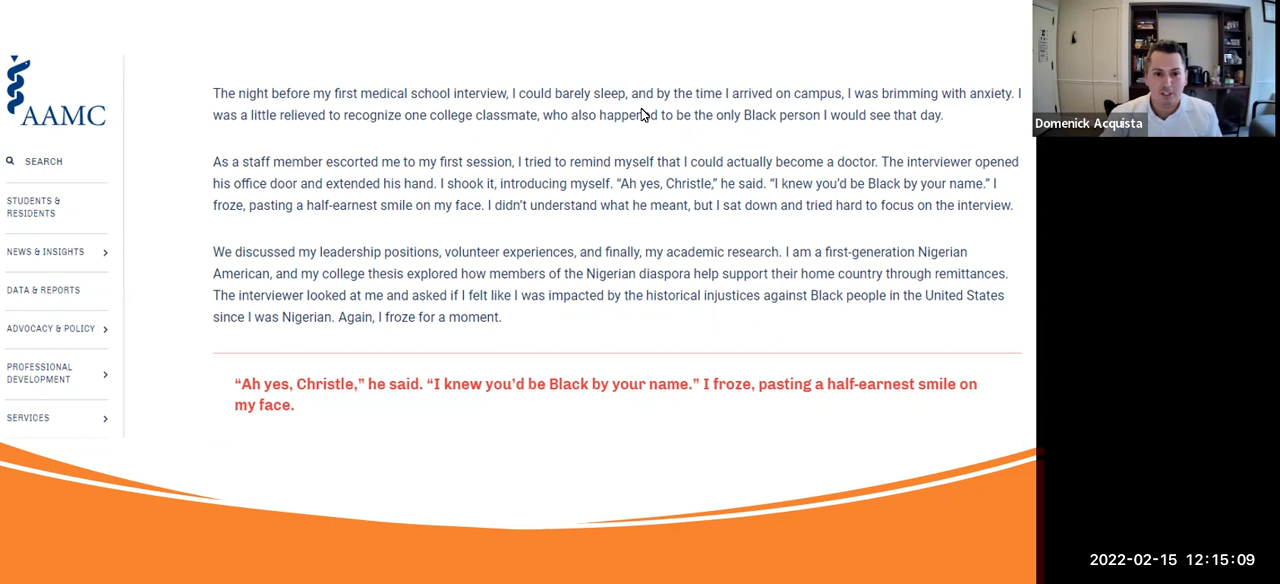 AAMC
SEARCH
STUDENTS &
RESIDENTS
NEWS & INSIGHTS
DATA & REPORTS
ADVOCACY & POLICY
PROFESSIONAL
DEVELOPMENT
SERVICES
The night before my first medical school interview, I could barely sleep, and by the time I arrived on campus, I was brimming with anxiety. I
was a little relieved to recognize one college classmate, who also happened to be the only Black person I would see that day.
As a staff member escorted me to my first session, I tried to remind myself that I could actually become a doctor. The interviewer opened
his office door and extended his hand. I shook it, introducing myself. “Ah yes, Christle,” he said. “I knew you’d be Black by your name.” I
froze, pasting a half-earnest smile on my face. I didn’t understand what he meant, but I sat down and tried hard to focus on the interview.
We discussed my leadership positions, volunteer experiences, and finally, my academic research. I am a first-generation Nigerian
American, and my college thesis explored how members of the Nigerian diaspora help support their home country through remittances.
The interviewer looked at me and asked if I felt like I was impacted by the historical injustices against Black people in the United States
since I was Nigerian. Again, I froze for a moment.
“Ah yes, Christle,” he said. “I knew you’d be Black by your name.” I froze, pasting a half-earnest smile on
my face.
Domenick Acquista
2022-02-15 12:15:09